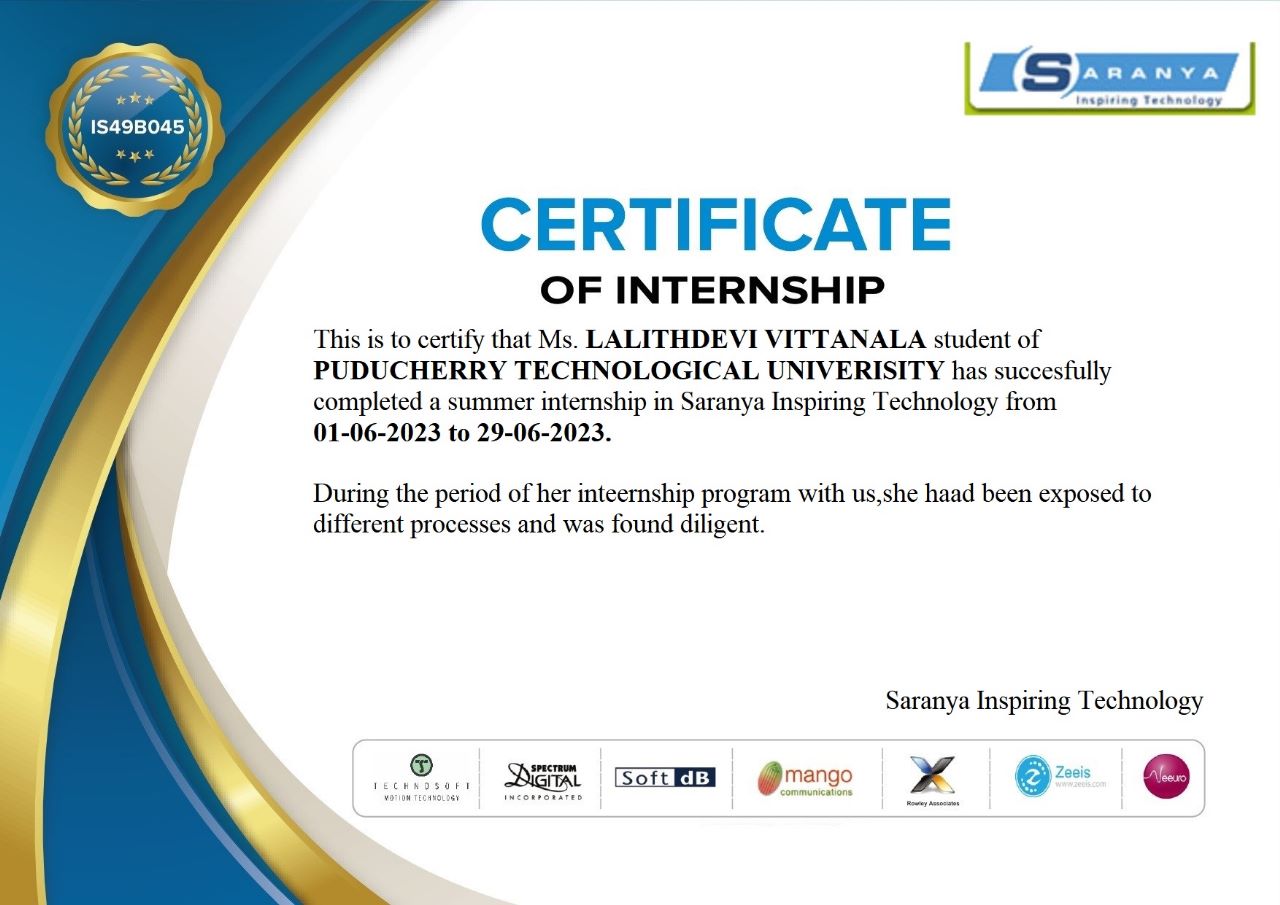 IS49B045
SARANYA
Inspiring Technology
CERTIFICATE
OF INTERNSHIP
This is to certify that Ms. LALITHDEVI VITTANALA student of
PUDUCHERRY TECHNOLOGICAL UNIVERISITY has succesfully
completed a summer internship in Saranya Inspiring Technology from
01-06-2023 to 29-06-2023.
During the period of her inteernship program with us,she haad been exposed to
different processes and was found diligent.
Saranya Inspiring Technology
TECHNOSOFT
MOTION TECHNOLOGY
SPECTRUM
DIGITAL
INCORPORATED
Soft dB
mango
communications
Rowley Associates
Zeeis
www.zeeis.com
Neeuro